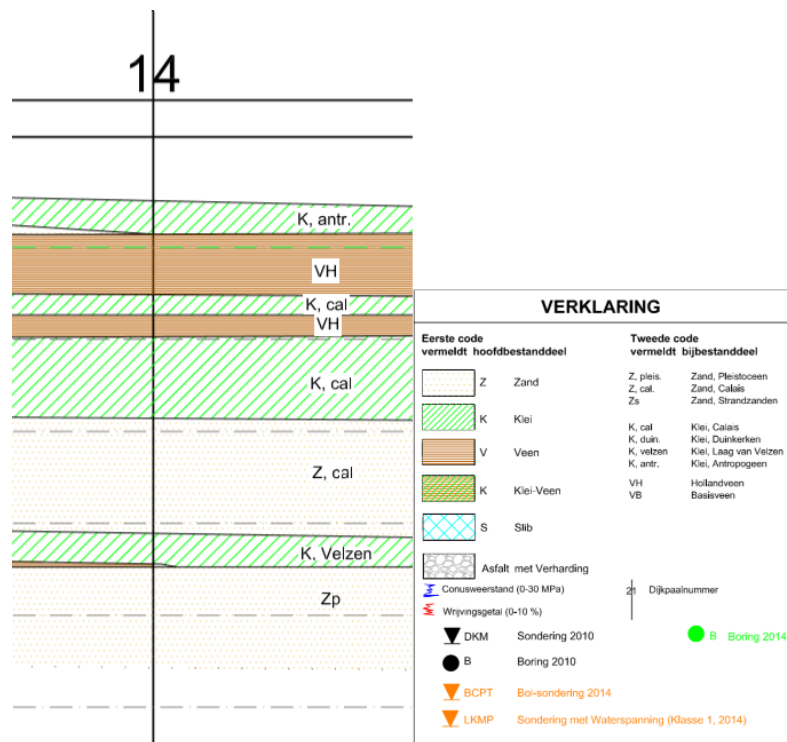 14
K, antr.
VH
K, cal
VH
K, cal
Z, cal
K, Velzen
Zp
VERKLARING
Eerste code
vermeldt hoofdbestanddeel
Tweede code
vermeldt bijbestanddeel
Z Zand
K Klei
V Veen
K Klei-Veen
S Slib
Asfalt met Verharding
Conusweerstand (0-30 MPa)
Wrijvingsgetal (0-10 %)
Z, pleis. Zand, Pleistoceen
Z, cal. Zand, Calais
Zs Zand, Strandzanden
K, cal Klei, Calais
K, duin. Klei, Duinkerken
K, velzen Klei, Laag van Velzen
K, antr. Klei, Antropogeen
VH Hollandveen
VB Basisveen
21 Dijkpaalnummer
DKM Sondering 2010
B Boring 2010
BCPT Boi-sondering 2014
LKMP Sondering met Waterspanning (Klasse 1, 2014)
B Boring 2014